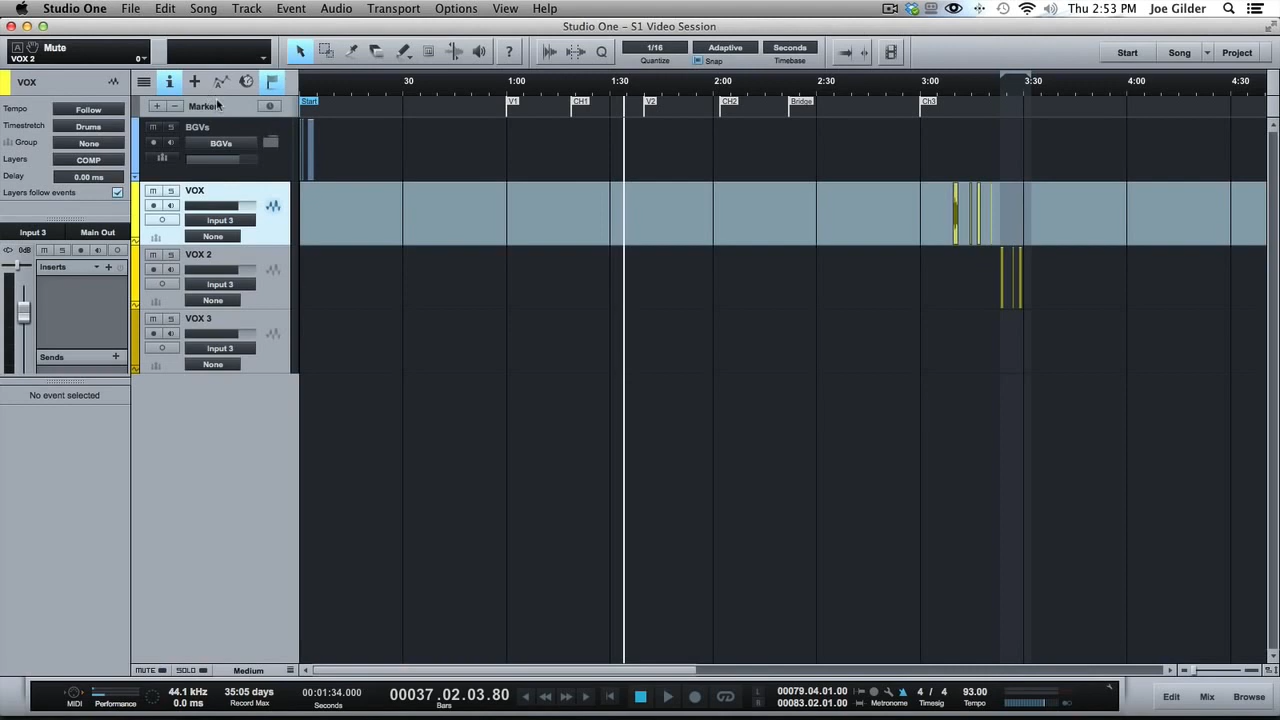 Studio One File Edit Song Track Event Audio Transport Options View Help Thu 2:53 PM Joe Gilder
Studio One - S1 Video Session
Mute
VOX 2 0
1/16 Quantize Adaptive Snap Seconds Timebase Start Song Project
VOX
30 1:00 1:30 2:00 2:30 3:00 3:30 4:00 4:30
Marker
Start V1 CH1 V2 CH2 Bridge Ch3
Tempo Follow
Timestretch Drums
Group None
Layers COMP
Delay 0.00 ms
Layers follow events
M S BGVs
BGVs
M S VOX
Input 3
None
Input 3 Main Out
0dB M S
Inserts
Sends
No event selected
M S VOX 2
Input 3
None
M S VOX 3
Input 3
None
MUTE SOLO Medium
MIDI Performance
44.1 kHz
0.0 ms
35:05 days
Record Max
00:01:34.000
Seconds
00037.02.03.80
Bars
L 00079.04.01.00
R 00083.02.01.00
Metronome
4 / 4
Timesig
93.00
Tempo
Edit Mix Browse